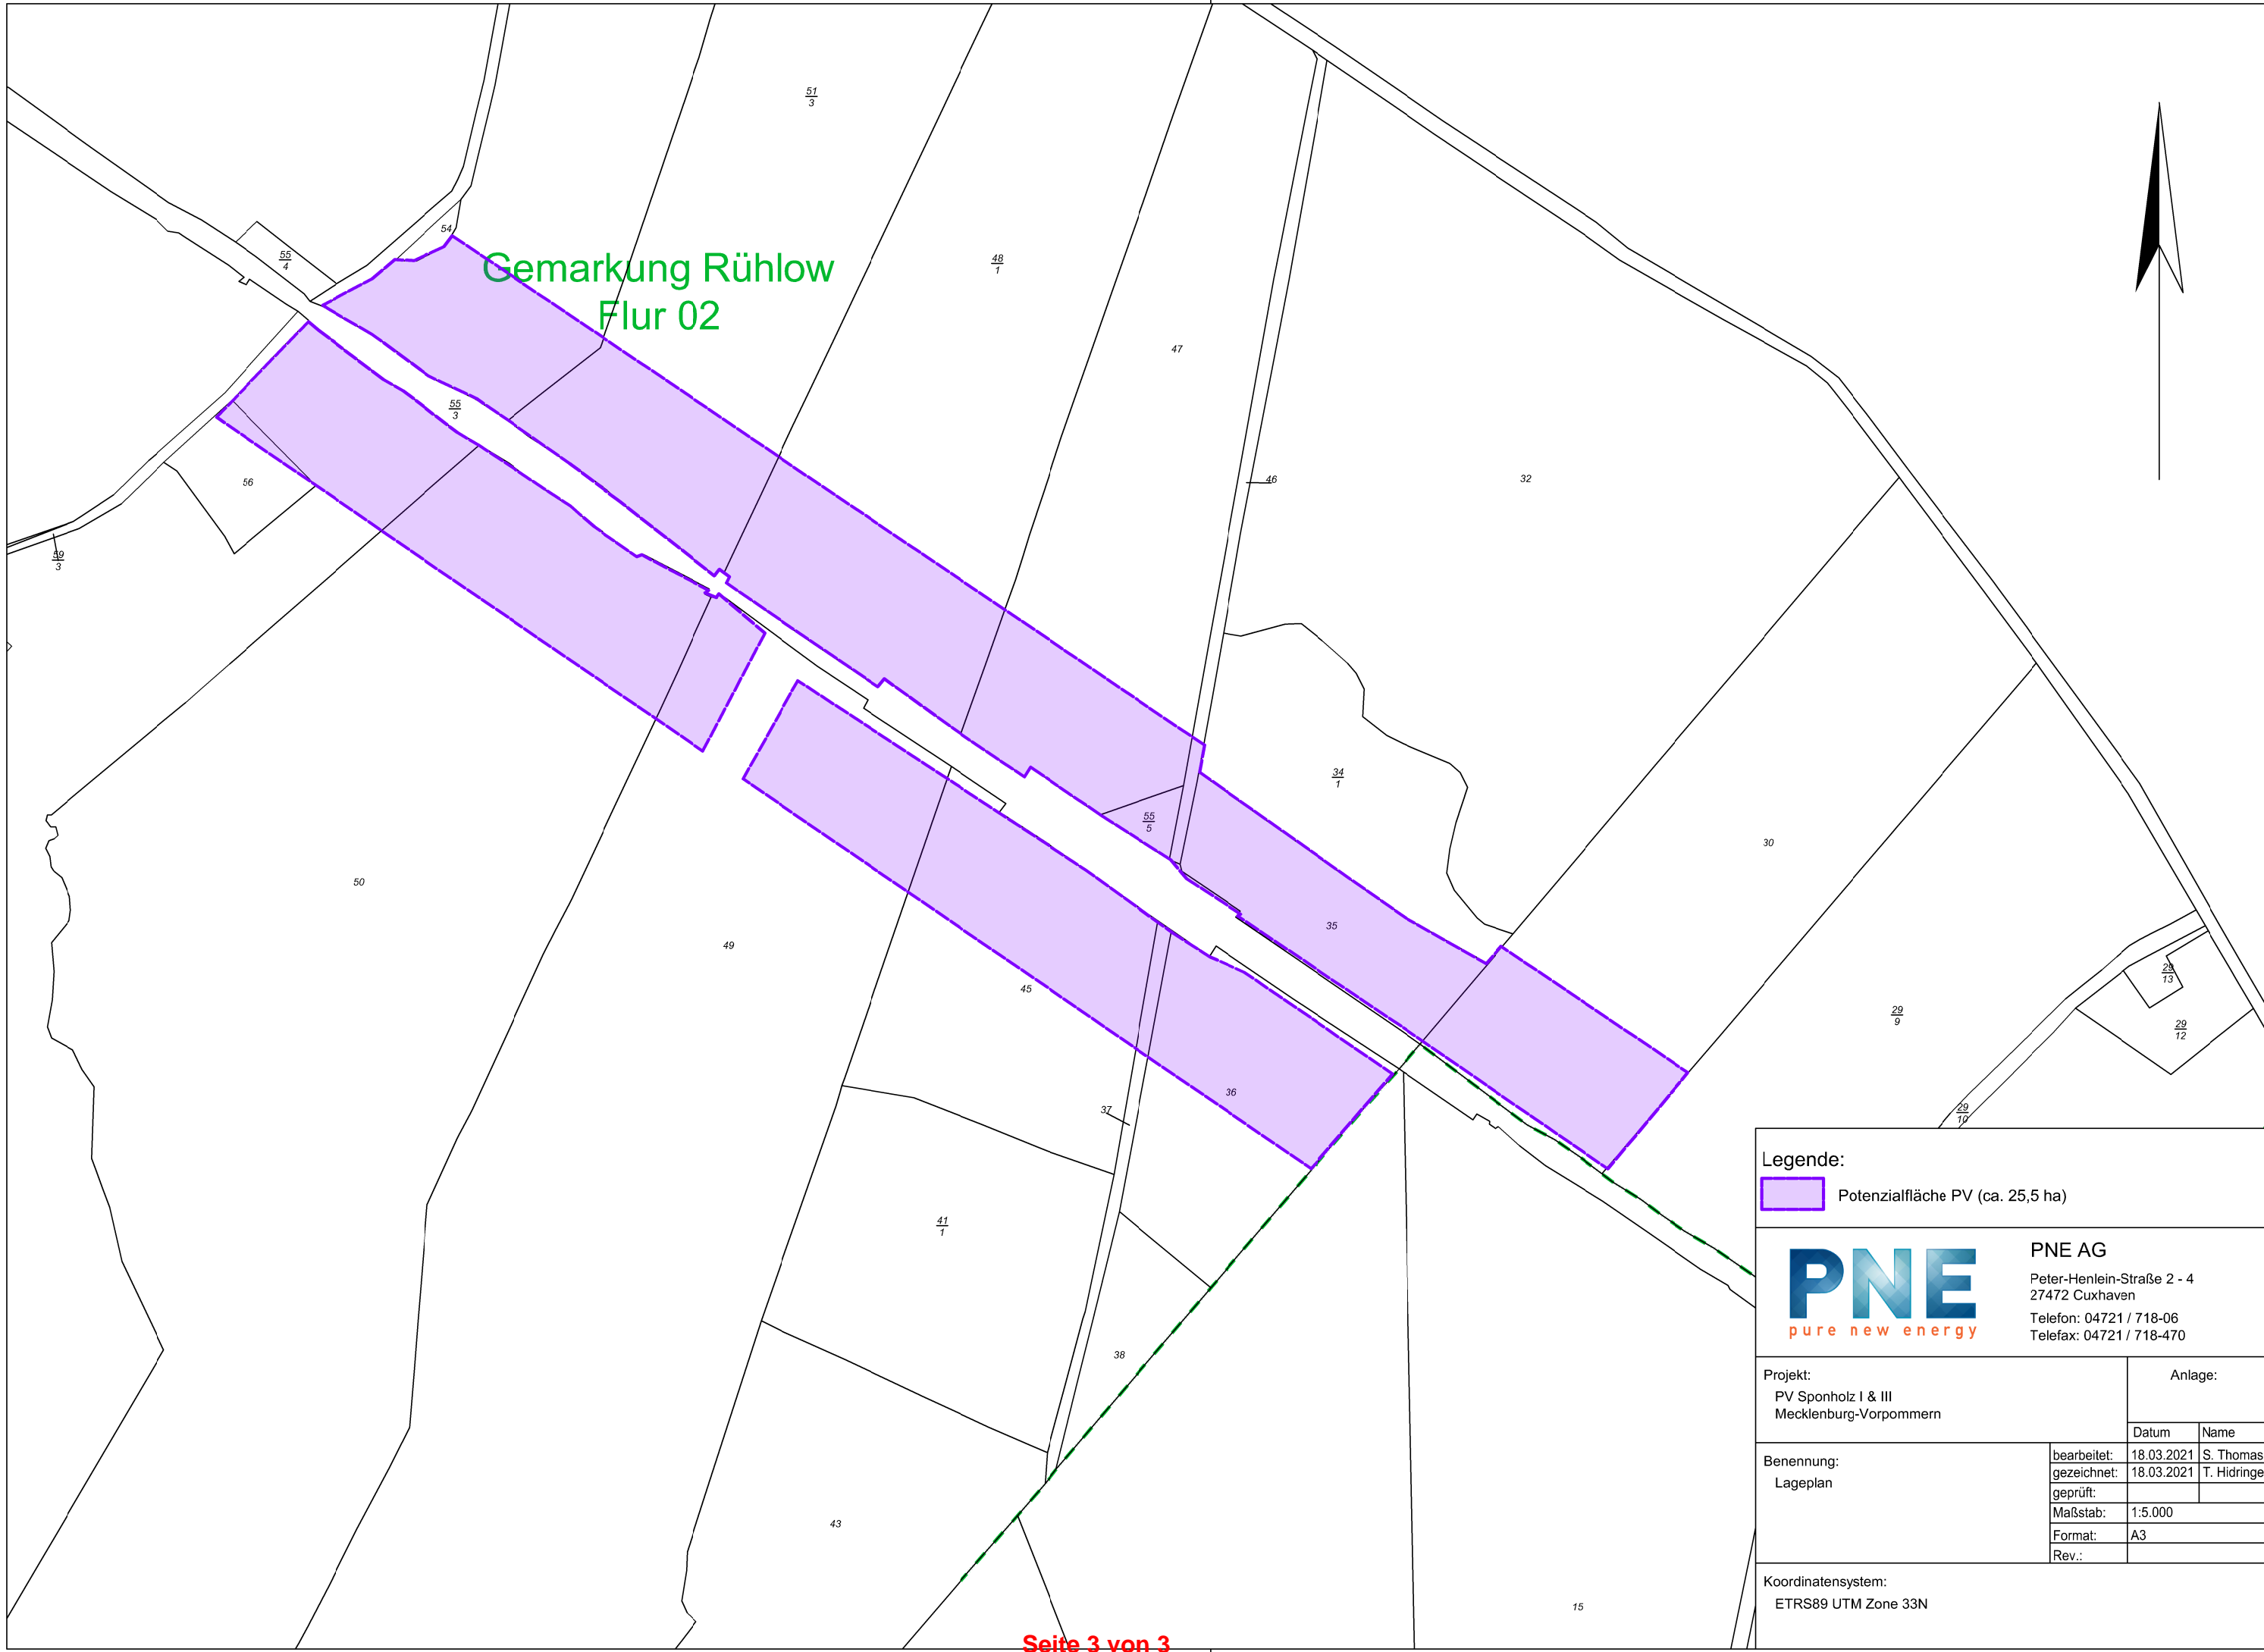 51
3
54
55
4
Gemarkung Rühlow
Flur 02
48
1
47
55
3
46
32
56
59
3
34
1
55
5
30
50
35
49
45
29
13
29
9
29
12
36
37
29
10
41
1
38
43
15
Legende:
Potenzialfläche PV (ca. 25,5 ha)
PNE
pure new energy
PNE AG
Peter-Henlein-Straße 2 - 4
27472 Cuxhaven
Telefon: 04721 / 718-06
Telefax: 04721 / 718-470
Projekt:
PV Sponholz I & III
Mecklenburg-Vorpommern
Anlage:
Datum Name
Benennung:
Lageplan
bearbeitet: 18.03.2021 S. Thomas
gezeichnet: 18.03.2021 T. Hidringe
geprüft:
Maßstab: 1:5.000
Format: A3
Rev.:
Koordinatensystem:
ETRS89 UTM Zone 33N
Seite 3 von 3